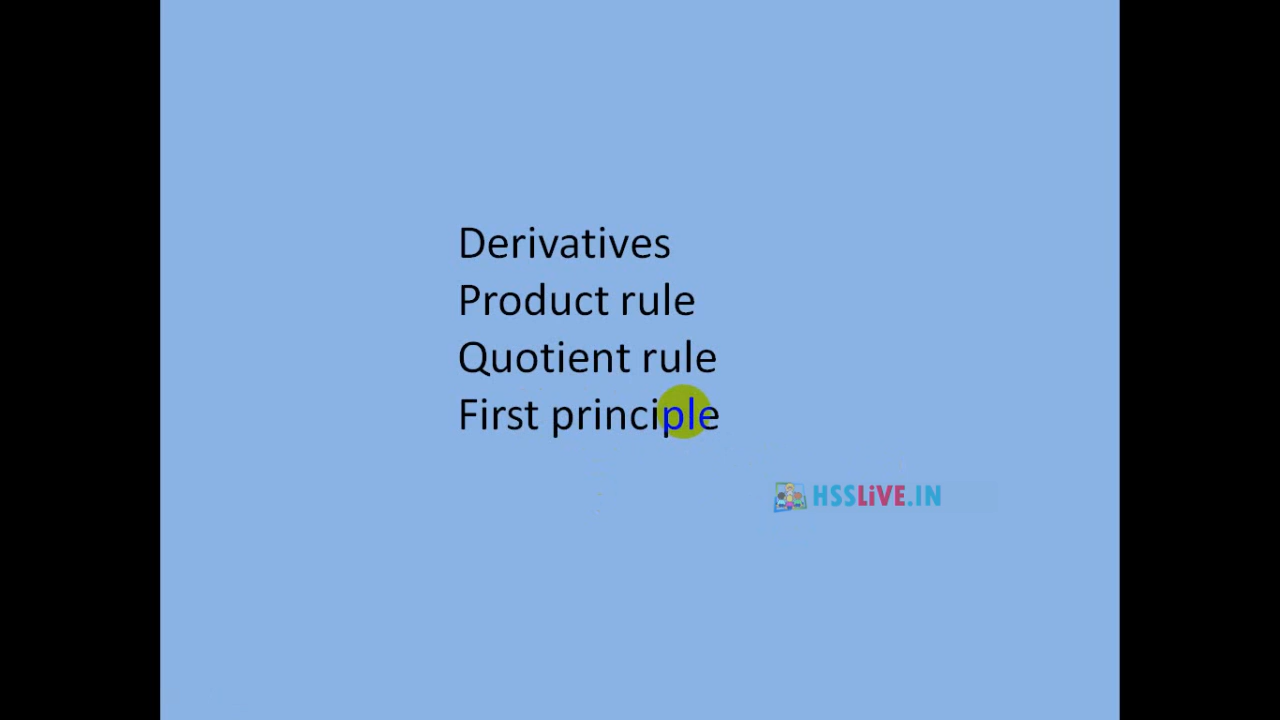 Derivatives
Product rule
Quotient rule
First principle
HSSLiVE.IN